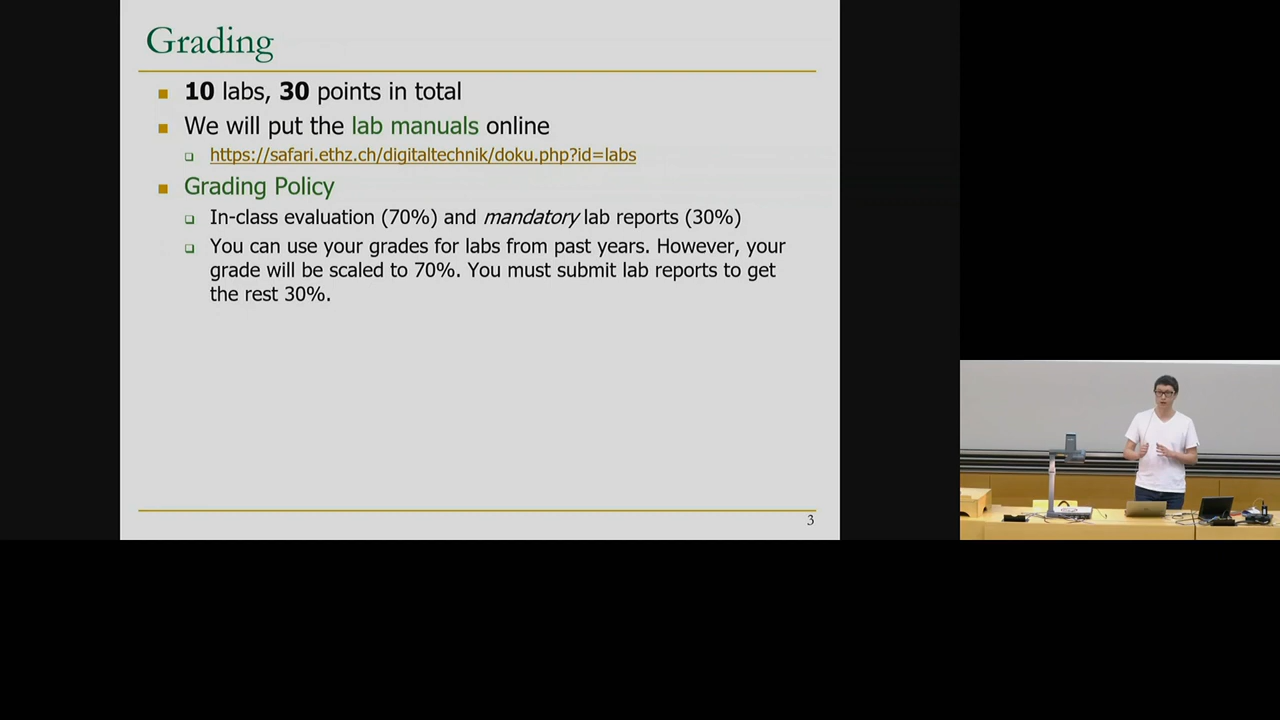 Grading
10 labs, 30 points in total
We will put the lab manuals online
https://safari.ethz.ch/digitaltechnik/doku.php?id=labs
Grading Policy
In-class evaluation (70%) and mandatory lab reports (30%)
You can use your grades for labs from past years. However, your
grade will be scaled to 70%. You must submit lab reports to get
the rest 30%.
3